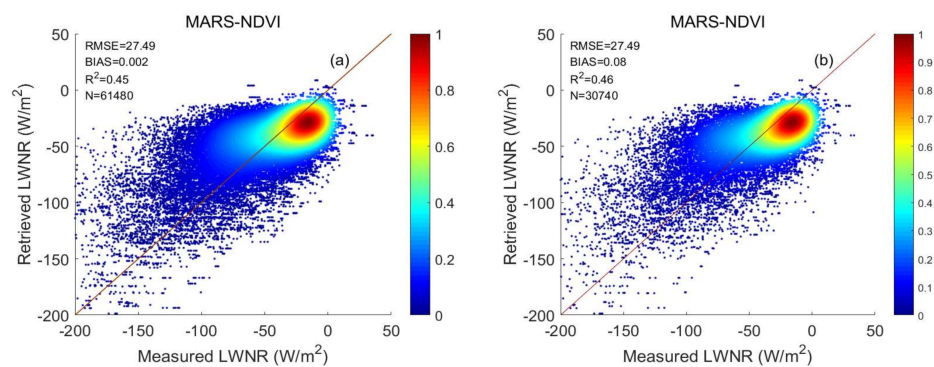 MARS-NDVI
RMSE=27.49
BIAS=0.002
R²=0.45
N=61480
(a)
50
0
-50
-100
-150
-200
Retrieved LWNR (W/m²)
-200
-150
-100
-50
0
50
Measured LWNR (W/m²)
1
0.8
0.6
0.4
0.2
0
MARS-NDVI
RMSE=27.49
BIAS=0.08
R²=0.46
N=30740
(b)
50
0
-50
-100
-150
-200
Retrieved LWNR (W/m²)
-200
-150
-100
-50
0
50
Measured LWNR (W/m²)
1
0.9
0.8
0.7
0.6
0.5
0.4
0.3
0.2
0.1
0